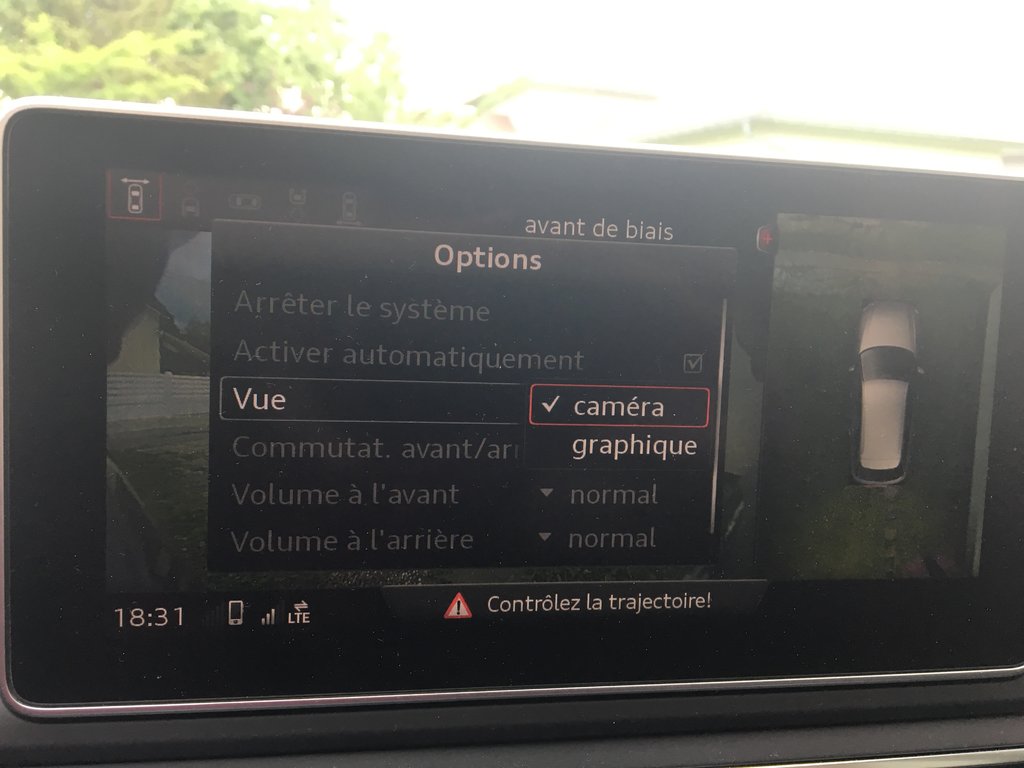 avant de biais
Options
Arrêter le système
Activer automatiquement
Vue
caméra
graphique
Commutat. avant/arr
Volume à l'avant normal
Volume à l'arrière normal
18:31 LTE Contrôlez la trajectoire!